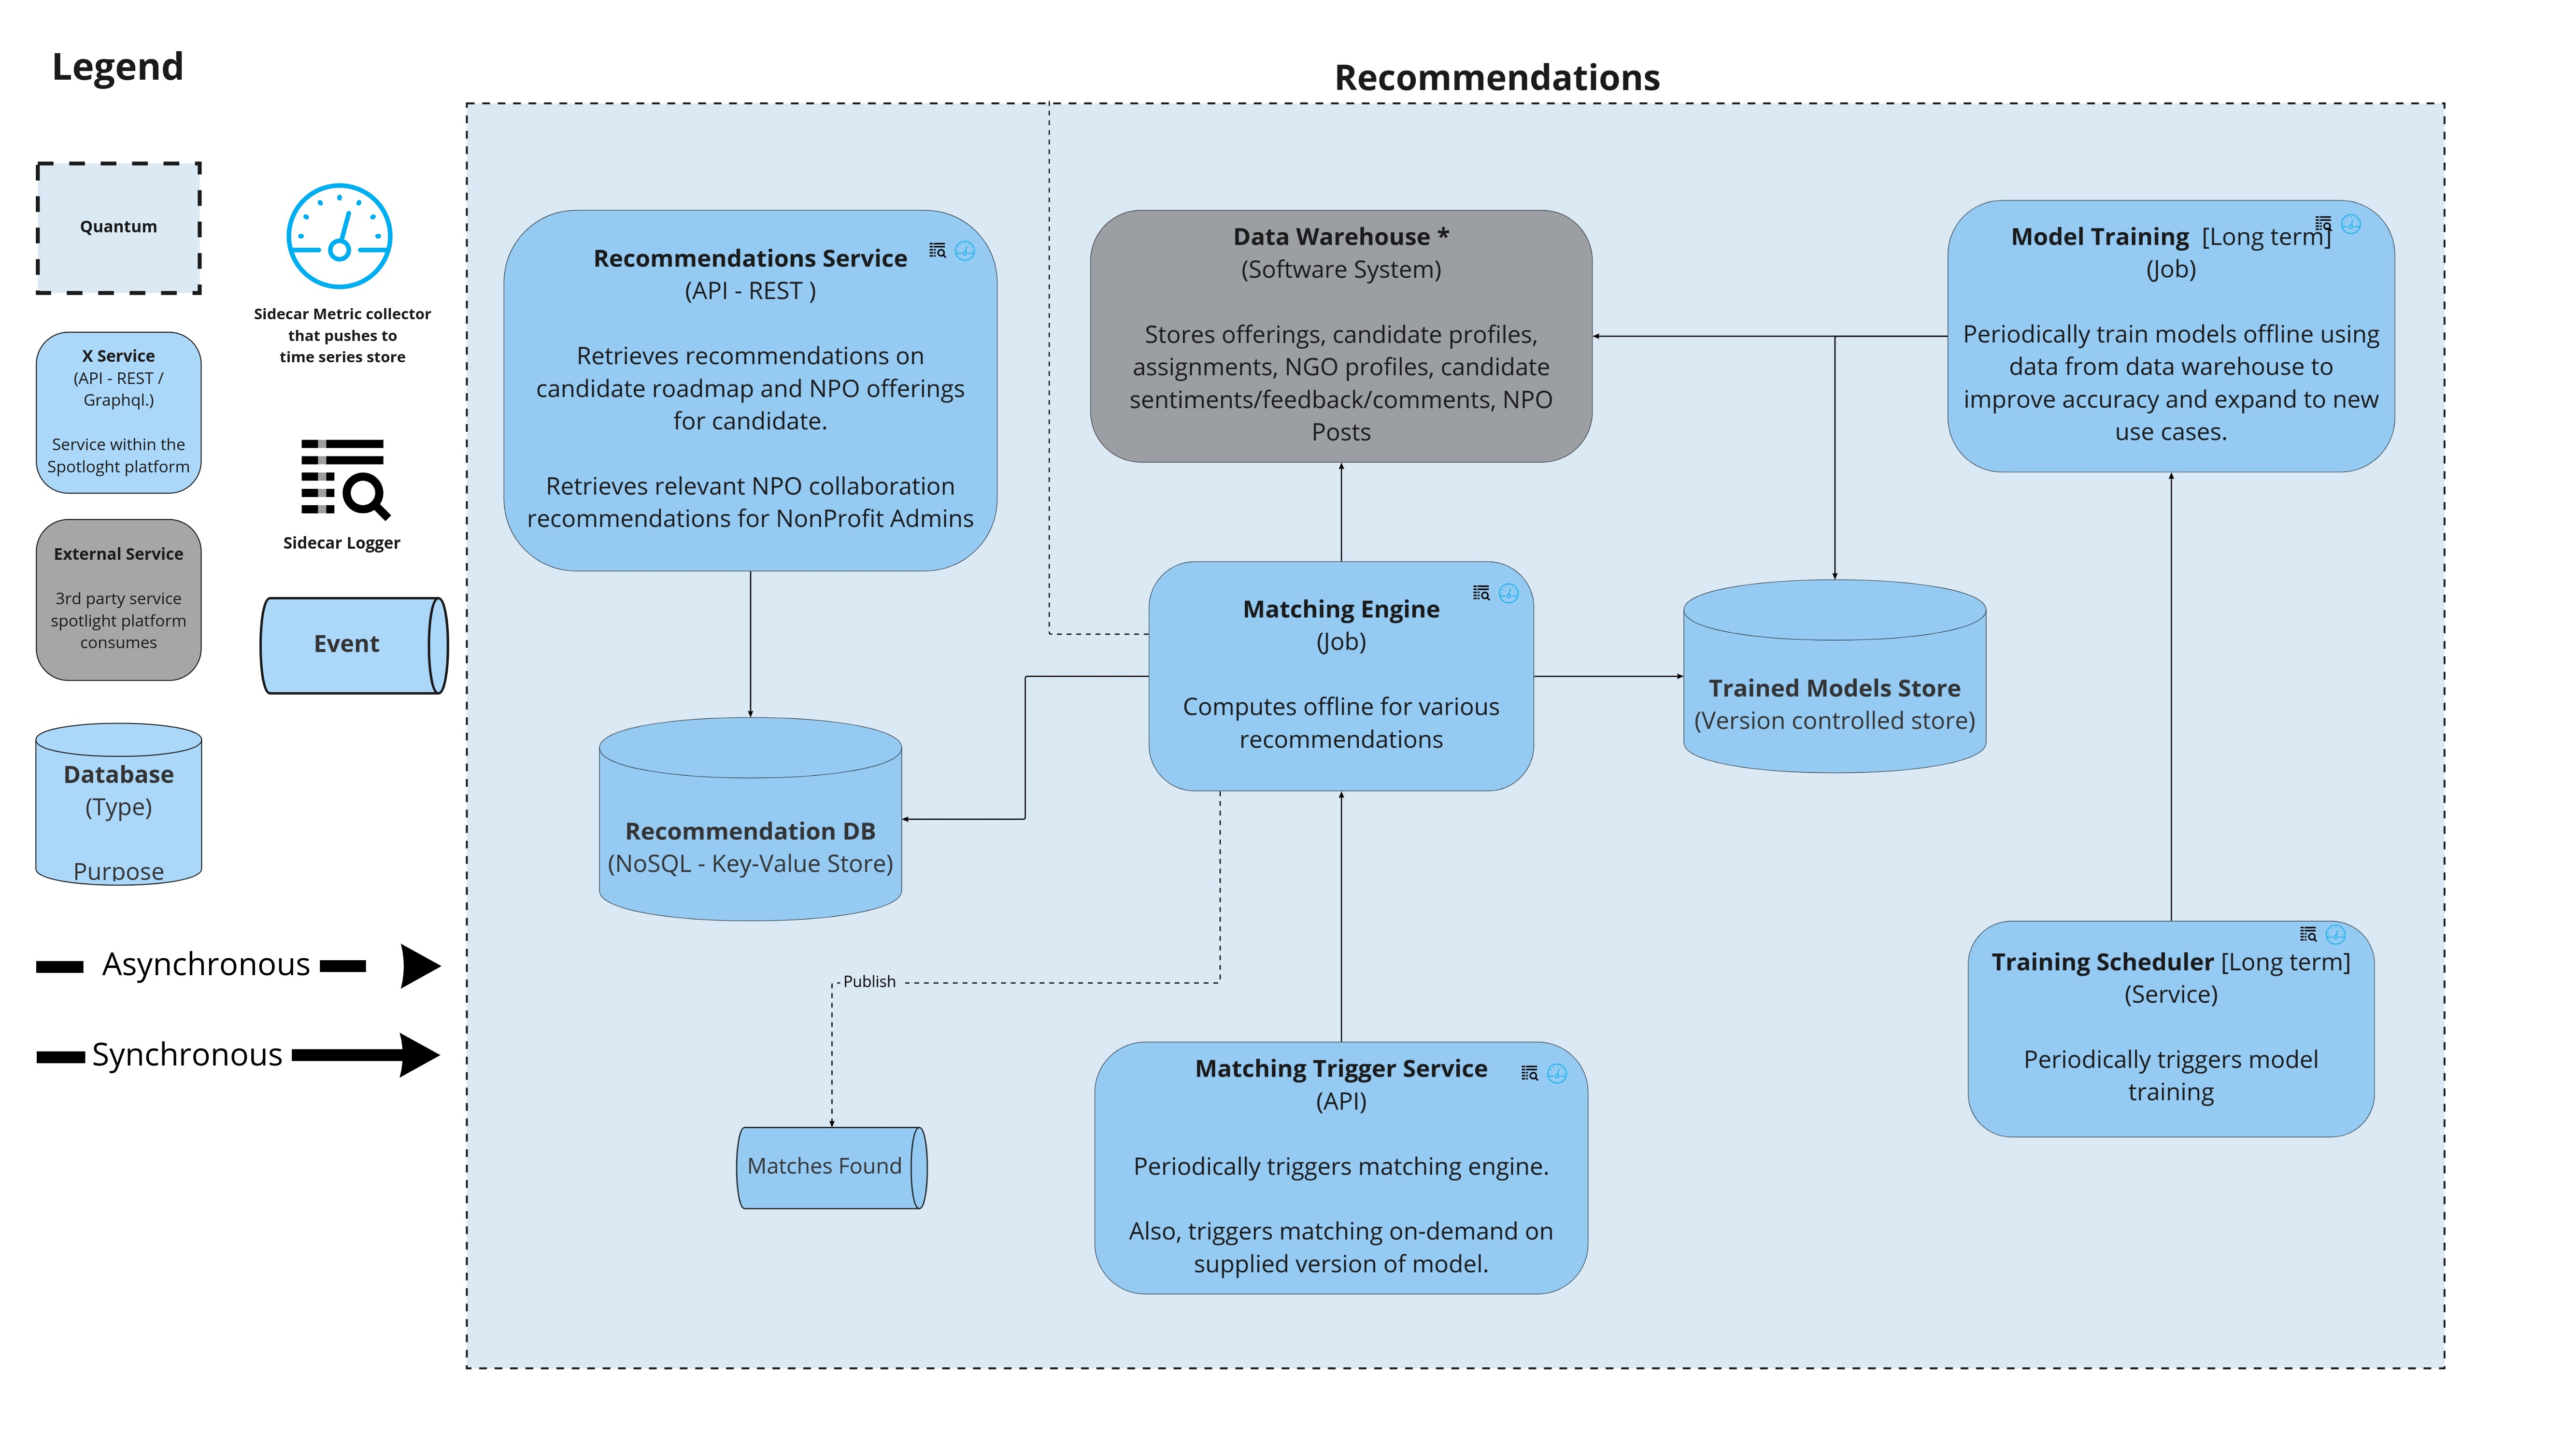 Legend
Quantum
X Service
(API - REST /
Graphql.)
Service within the
Spotloght platform
External Service
3rd party service
spotlight platform
consumes
Database
(Type)
Purpose
Asynchronous
Synchronous
Sidecar Metric collector
that pushes to
time series store
Sidecar Logger
Event
Recommendations
Recommendations Service
(API - REST )
Retrieves recommendations on
candidate roadmap and NPO offerings
for candidate.
Retrieves relevant NPO collaboration
recommendations for NonProfit Admins
Data Warehouse *
(Software System)
Stores offerings, candidate profiles,
assignments, NGO profiles, candidate
sentiments/feedback/comments, NPO
Posts
Model Training [Long term]
(Job)
Periodically train models offline using
data from data warehouse to
improve accuracy and expand to new
use cases.
Matching Engine
(Job)
Computes offline for various
recommendations
Trained Models Store
(Version controlled store)
Recommendation DB
(NoSQL - Key-Value Store)
Publish
Matches Found
Matching Trigger Service
(API)
Periodically triggers matching engine.
Also, triggers matching on-demand on
supplied version of model.
Training Scheduler [Long term]
(Service)
Periodically triggers model
training